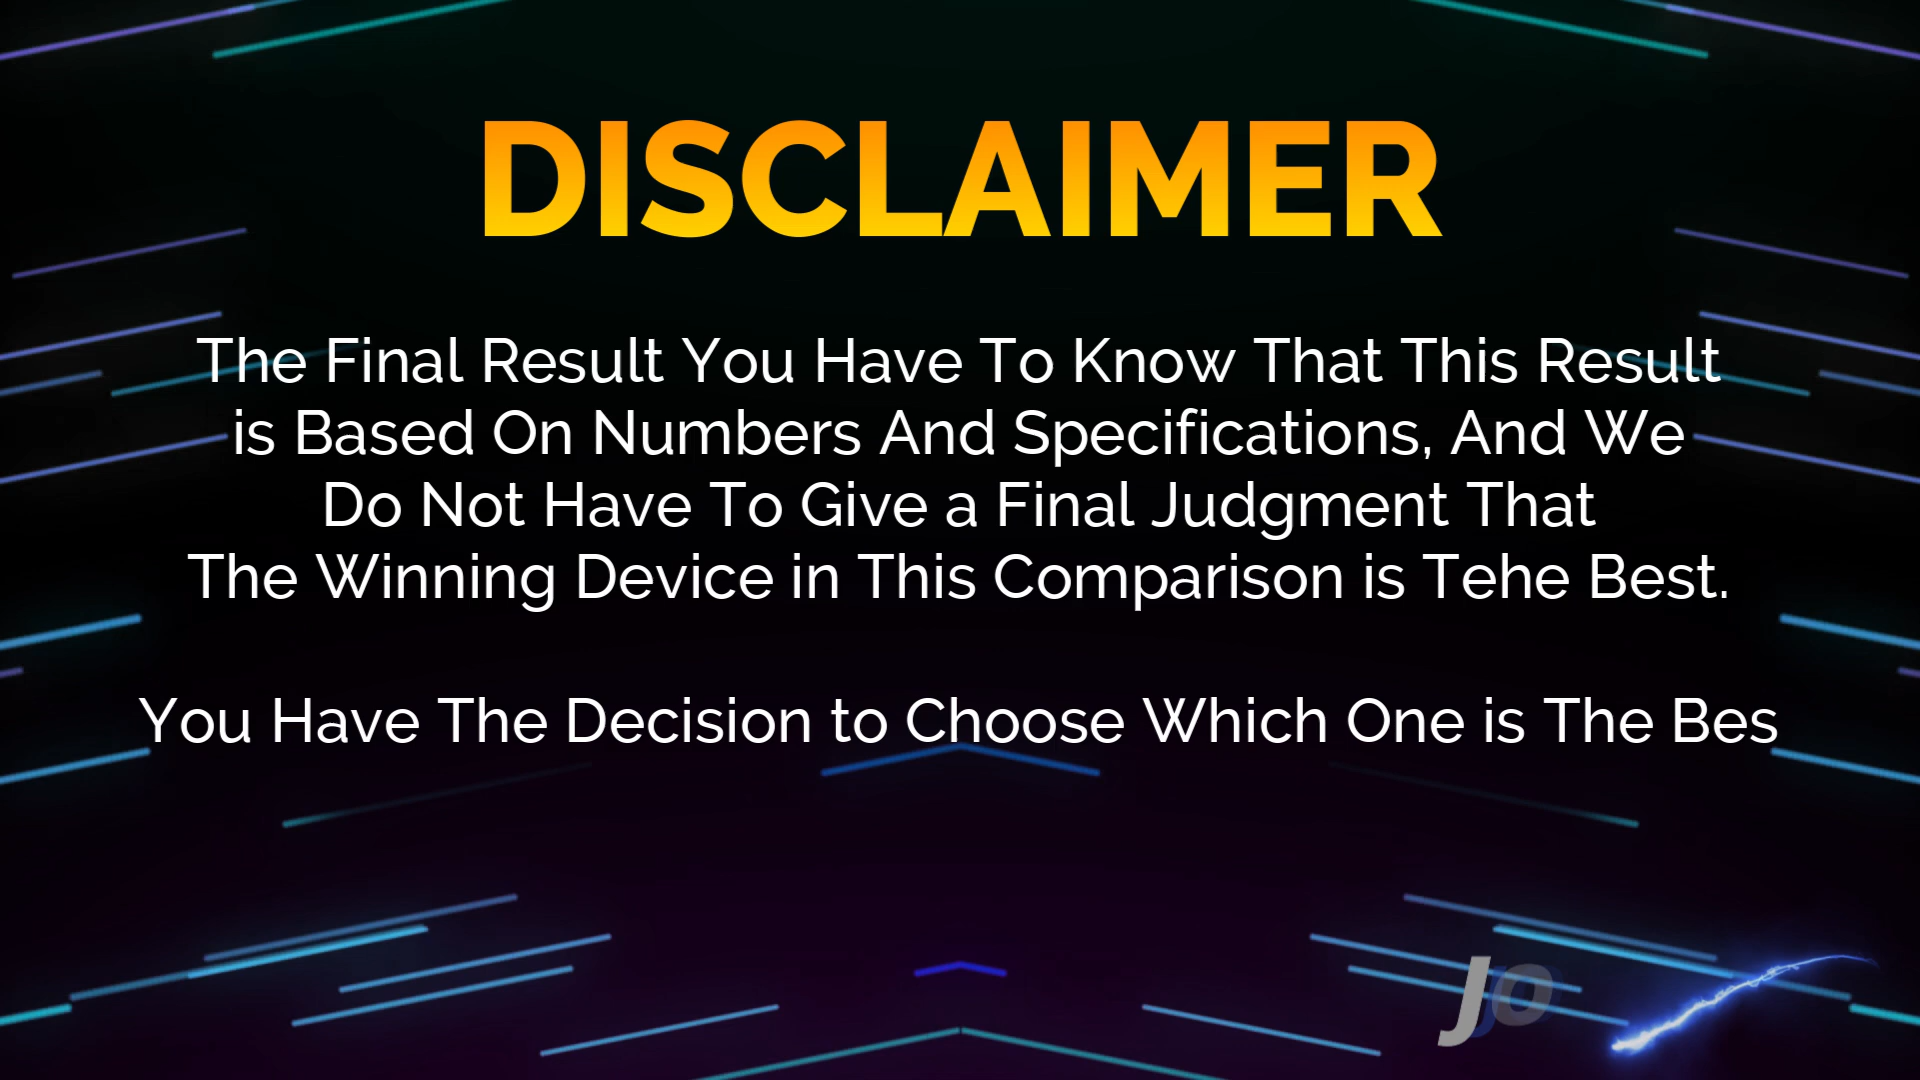 DISCLAIMER
The Final Result You Have To Know That This Result
is Based On Numbers And Specifications, And We
Do Not Have To Give a Final Judgment That
The Winning Device in This Comparison is Tehe Best.
You Have The Decision to Choose Which One is The Bes
Jo